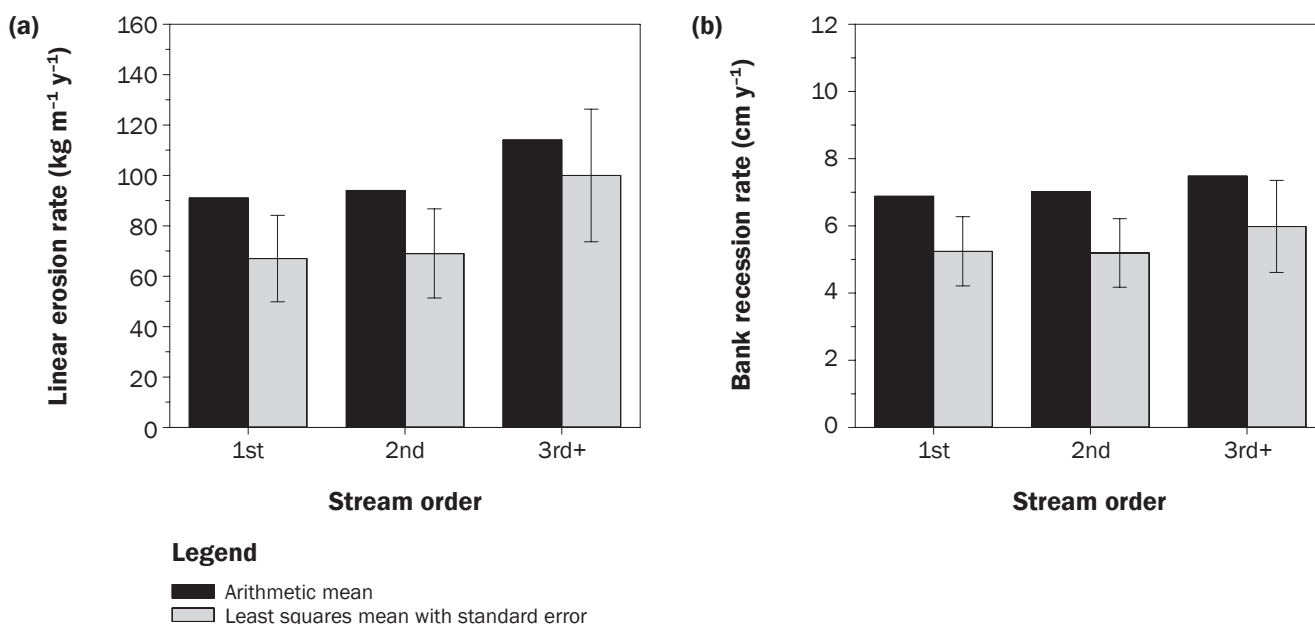 (a)
Linear erosion rate (kg m⁻¹ y⁻¹)
160
140
120
100
80
60
40
20
0
1st 2nd 3rd+
Stream order
Legend
Arithmetic mean
Least squares mean with standard error
(b)
Bank recession rate (cm y⁻¹)
12
10
8
6
4
2
0
1st 2nd 3rd+
Stream order